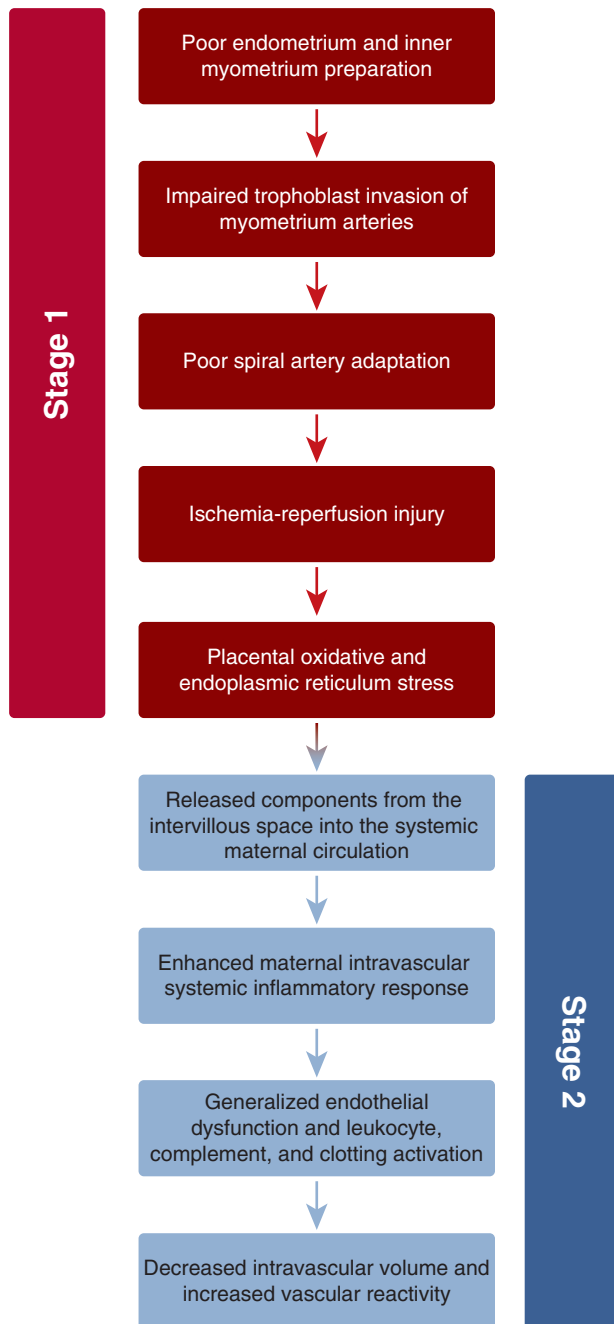 Stage 1
Poor endometrium and inner
myometrium preparation
Impaired trophoblast invasion of
myometrium arteries
Poor spiral artery adaptation
Ischemia-reperfusion injury
Placental oxidative and
endoplasmic reticulum stress
Stage 2
Released components from the
intervillous space into the systemic
maternal circulation
Enhanced maternal intravascular
systemic inflammatory response
Generalized endothelial
dysfunction and leukocyte,
complement, and clotting activation
Decreased intravascular volume and
increased vascular reactivity